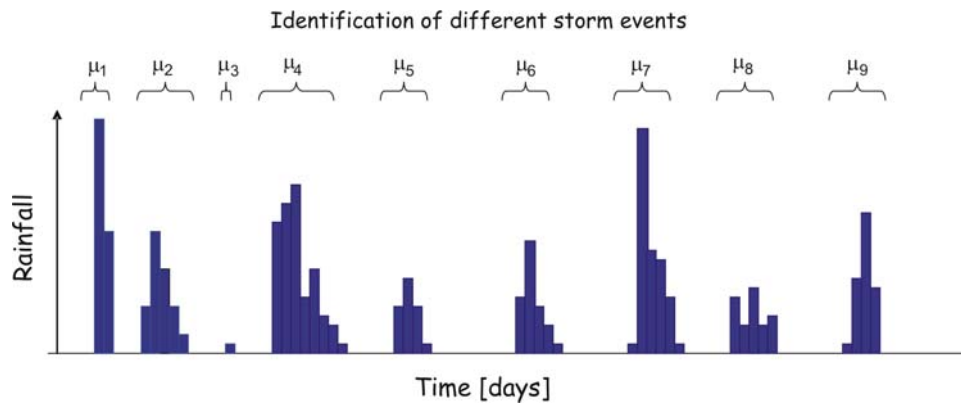 Identification of different storm events
μ1 μ2 μ3 μ4 μ5 μ6 μ7 μ8 μ9
Rainfall
Time [days]